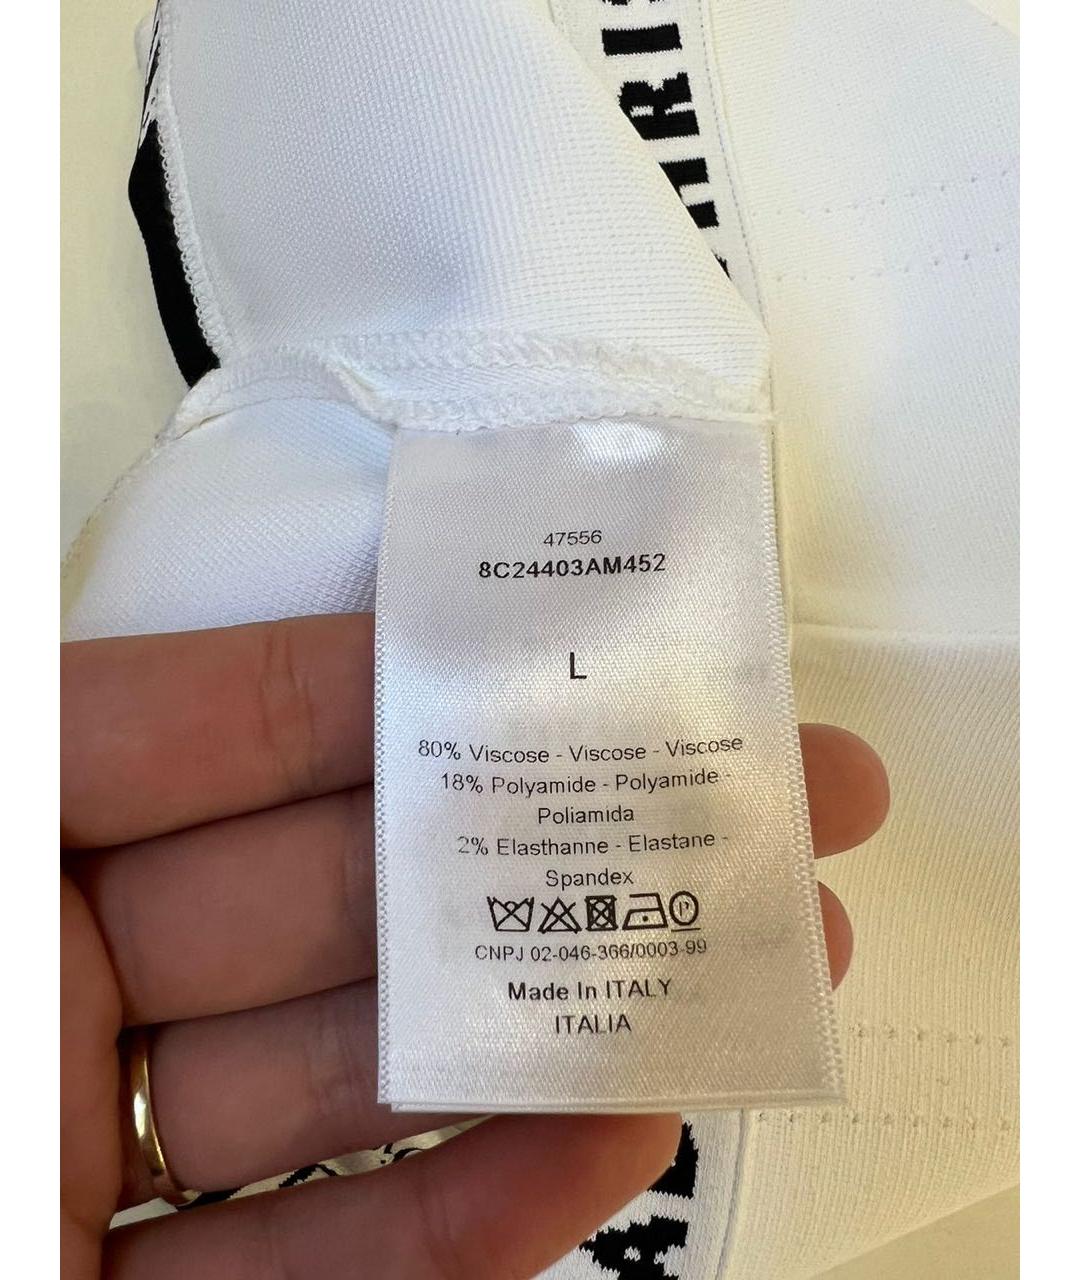 ARIS
47556
8C24403AM452
L
80% Viscose - Viscose - Viscose
18% Polyamide - Polyamide -
Poliamida
2% Elasthanne - Elastane -
Spandex
P
CNPJ 02-046-366/0003-99
Made In ITALY
ITALIA